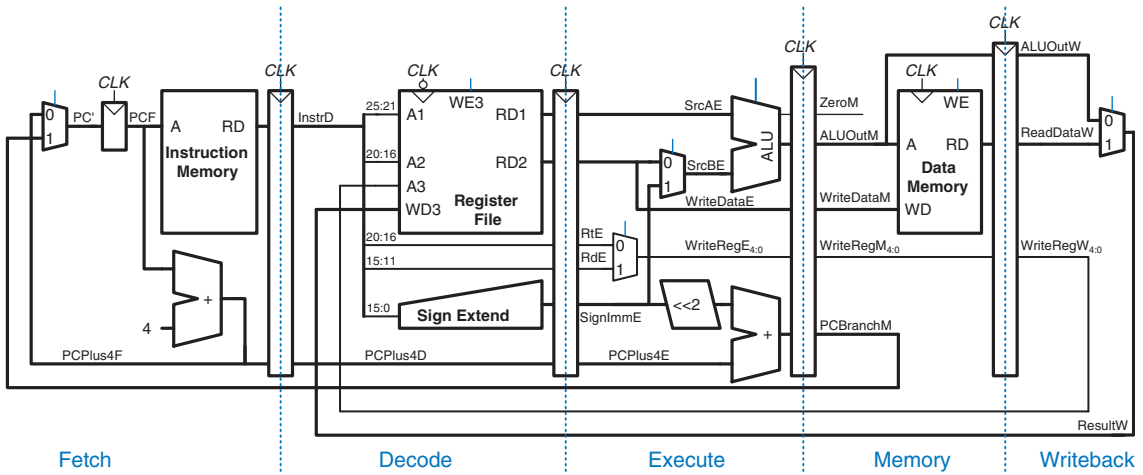 CLK
CLK
CLK
CLK
CLK
CLK
CLK
ALUOutW
0
1
PC'
PCF
A
RD
Instruction
Memory
InstrD
25:21
A1
WE3
RD1
20:16
A2
RD2
A3
WD3
Register
File
SrcAE
0
1
SrcBE
ALU
ZeroM
ALUOutM
WE
A
RD
Data
Memory
WD
ReadDataW
0
1
WriteDataE
WriteDataM
20:16
RtE
0
15:11
RdE
1
WriteRegE4:0
WriteRegM4:0
WriteRegW4:0
+
4
15:0
Sign Extend
SignImmE
<<2
+
PCBranchM
PCPlus4F
PCPlus4D
PCPlus4E
ResultW
Fetch
Decode
Execute
Memory
Writeback